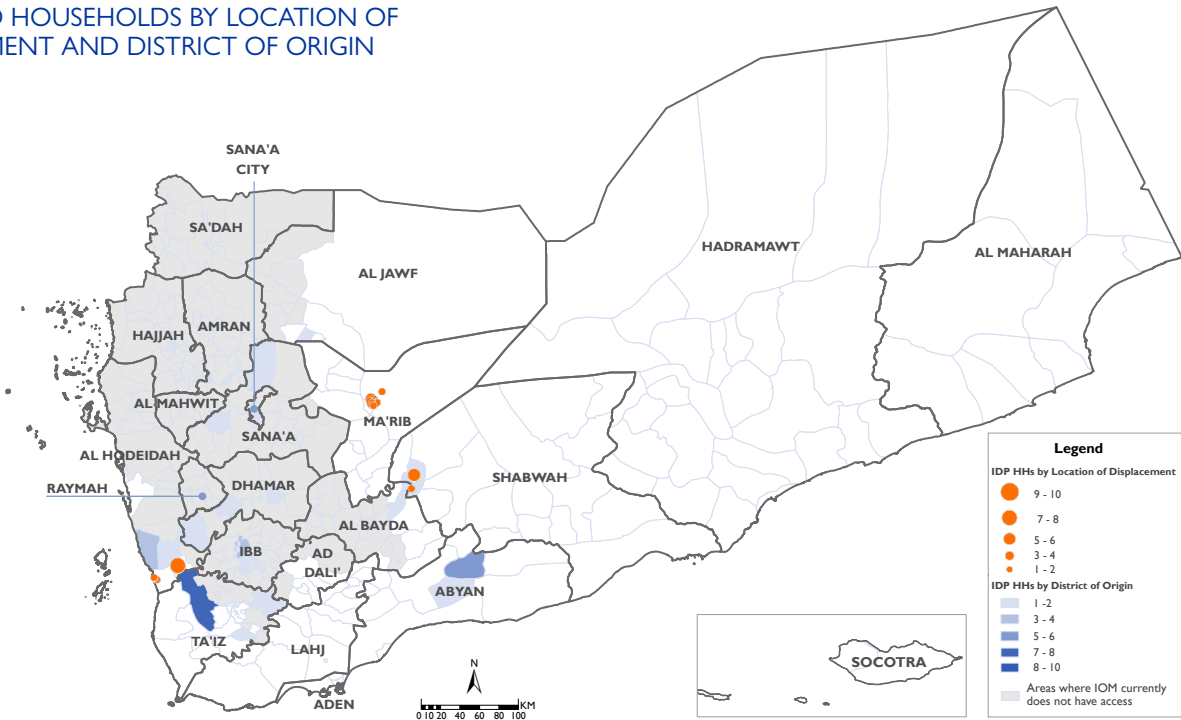 HOUSEHOLDS BY LOCATION OF
AND DISTRICT OF ORIGIN
SANA'A
CITY
SA'DAH
AL JAWF
HADRAMAWT
AL MAHARAH
HAJJAH
AMRAN
AL MAHWIT
MA'RIB
SANA'A
AL HODEIDAH
RAYMAH
DHAMAR
SHABWAH
AL BAYDA
IBB
AD
DALI'
ABYAN
TA'IZ
LAHJ
ADEN
SOCOTRA
N
0 10 20 40 60 80 100
KM
Legend
IDP HHs by Location of Displacement
9 - 10
7 - 8
5 - 6
3 - 4
1 - 2
IDP HHs by District of Origin
1 -2
3 - 4
5 - 6
7 - 8
8 - 10
Areas where IOM currently
does not have access